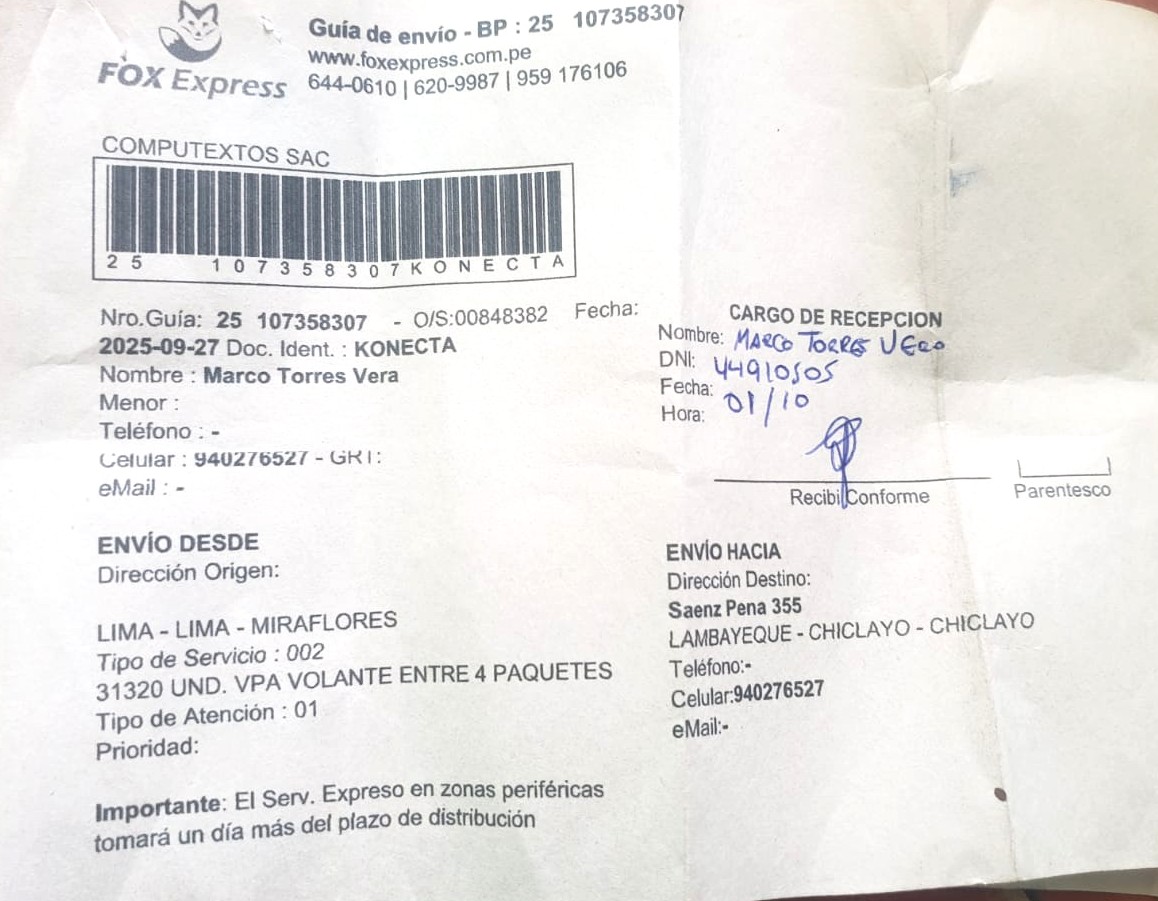 FOX Express
Guía de envío - BP : 25 107358307
www.foxexpress.com.pe
644-0610 | 620-9987 | 959 176106
COMPUTEXTOS SAC
25 107358307KONECTA
Nro.Guía: 25 107358307 - O/S:00848382 Fecha:
2025-09-27 Doc. Ident. : KONECTA
Nombre : Marco Torres Vera
Menor :
Teléfono : -
Celular : 940276527 - GRT:
eMail : -
CARGO DE RECEPCION
Nombre: MARCO TORRES VERA
DNI: 44910505
Fecha: 01/10
Hora:
Recibi Conforme
Parentesco
ENVÍO DESDE
Dirección Origen:
LIMA - LIMA - MIRAFLORES
Tipo de Servicio : 002
31320 UND. VPA VOLANTE ENTRE 4 PAQUETES
Tipo de Atención : 01
Prioridad:
ENVÍO HACIA
Dirección Destino:
Saenz Pena 355
LAMBAYEQUE - CHICLAYO - CHICLAYO
Teléfono:-
Celular:940276527
eMail:-
Importante: El Serv. Expreso en zonas periféricas
tomará un día más del plazo de distribución